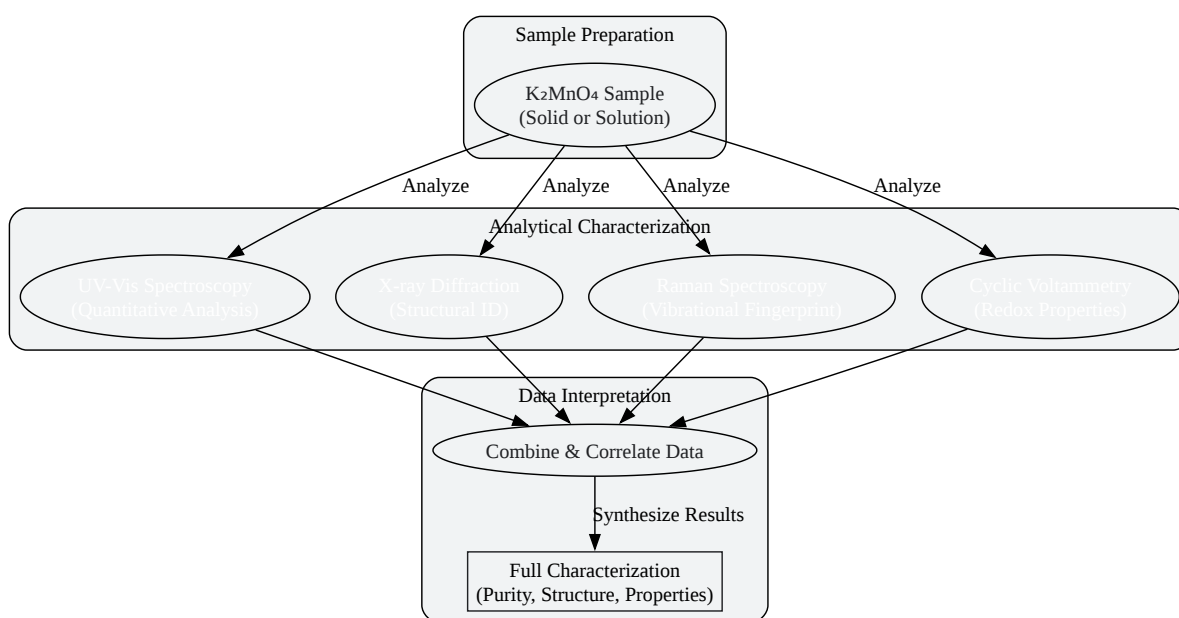 Sample Preparation
K₂MnO₄ Sample
(Solid or Solution)
Analyze
Analyze
Analyze
Analyze
Analytical Characterization
UV-Vis Spectroscopy
(Quantitative Analysis)
X-ray Diffraction
(Structural ID)
Raman Spectroscopy
(Vibrational Fingerprint)
Cyclic Voltammetry
(Redox Properties)
Data Interpretation
Combine & Correlate Data
Synthesize Results
Full Characterization
(Purity, Structure, Properties)